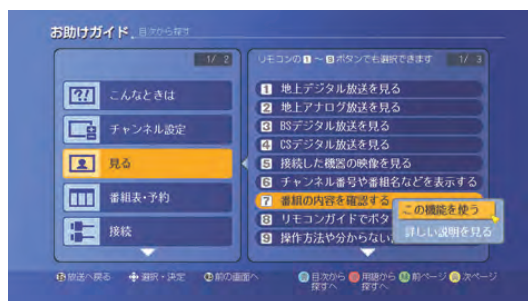 お助けガイド 目次から探す
1/ 2
リモコンの1～9ボタンでも選択できます 1/ 3
こんなときは
チャンネル設定
見る
番組表・予約
接続
1 地上デジタル放送を見る
2 地上アナログ放送を見る
3 BSデジタル放送を見る
4 CSデジタル放送を見る
5 接続した機器の映像を見る
6 チャンネル番号や番組名などを表示する
7 番組の内容を確認する
8 リモコンガイドでボタ
9 操作方法や分からない
この機能を使う
詳しい説明を見る
放送へ戻る 選択・決定 前の画面へ 目次から探すへ 用語から探すへ 前ページ 次ページ